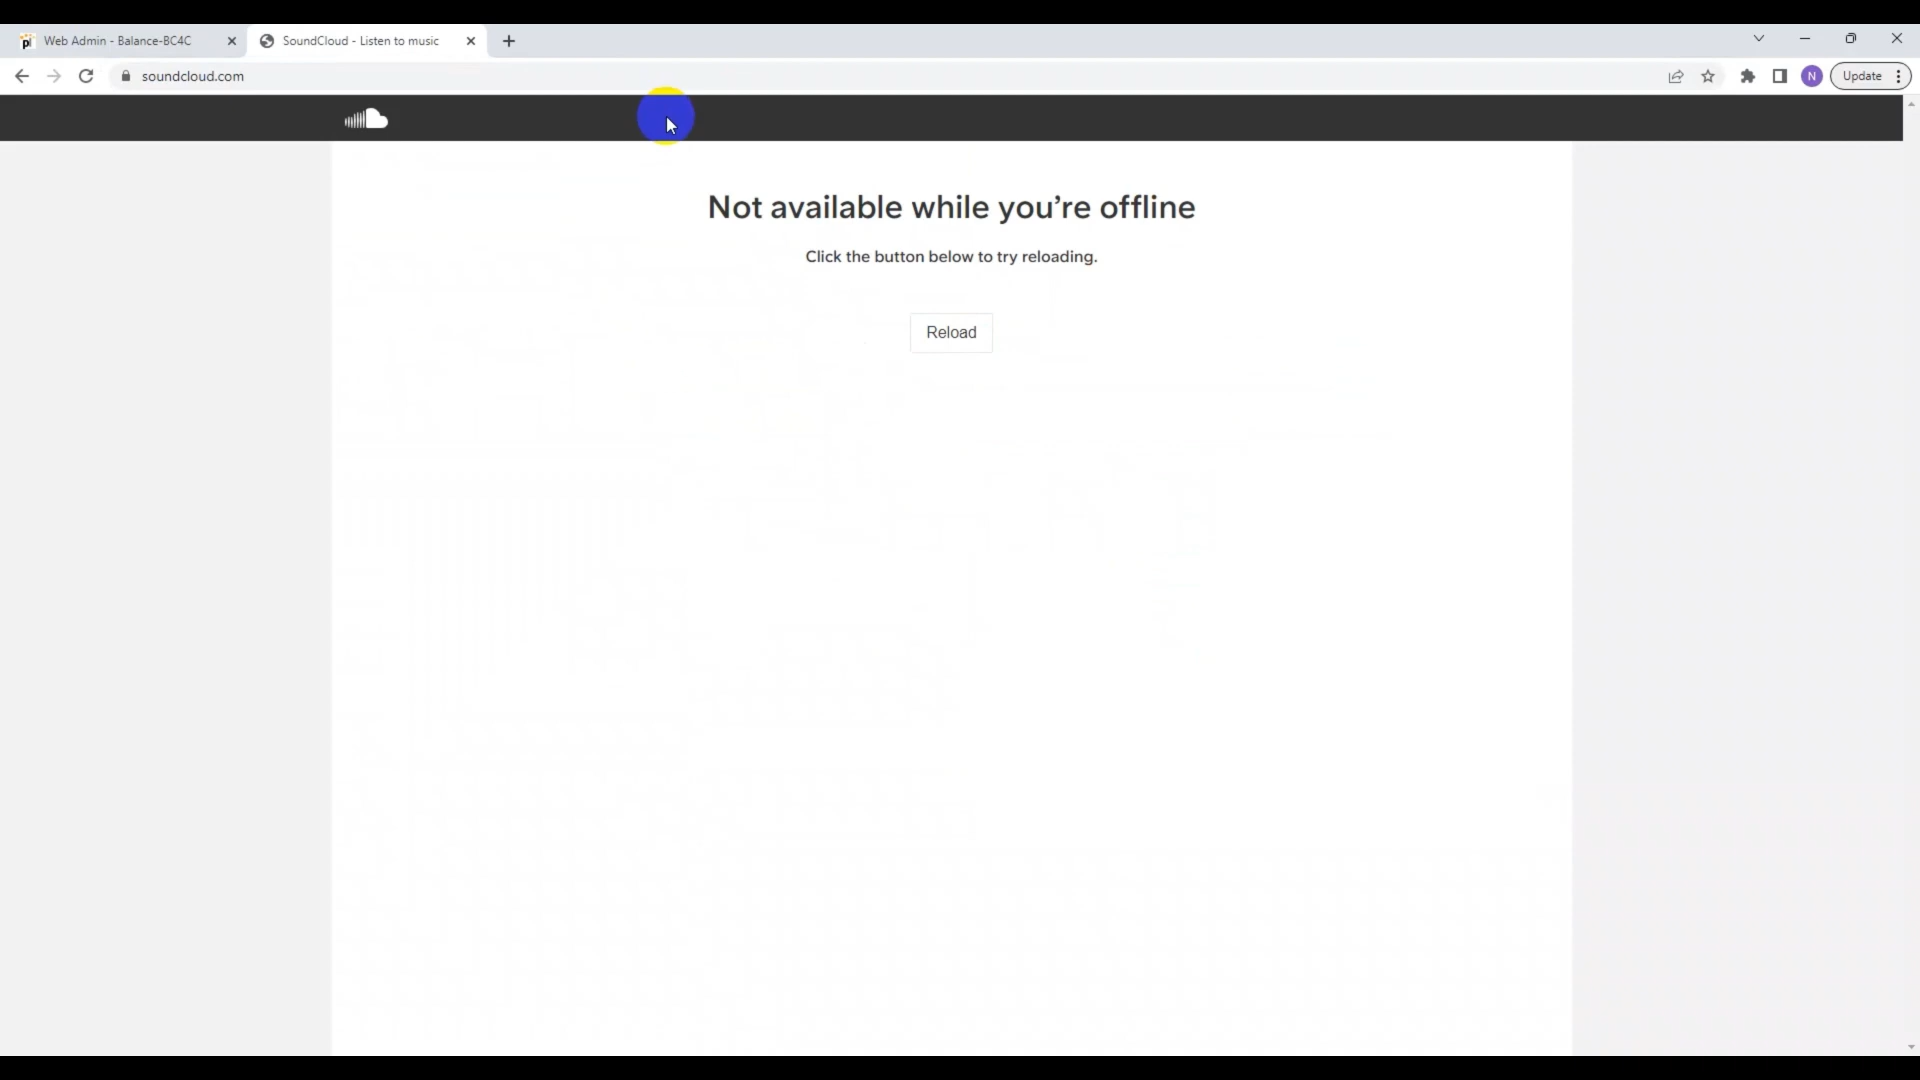 Web Admin - Balance-BC4C
SoundCloud - Listen to music
soundcloud.com
N
Update
Not available while you’re offline
Click the button below to try reloading.
Reload